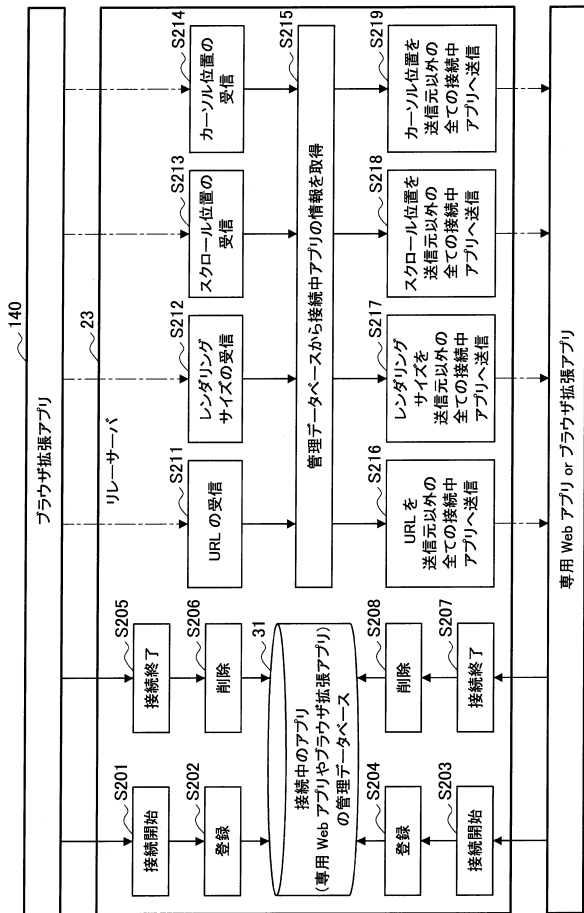 140
ブラウザ拡張アプリ
23
リレーサーバ
S201
接続開始
S202
登録
S205
接続終了
S206
削除
31
接続中のアプリ
(専用 Web アプリやブラウザ拡張アプリ)
の管理データベース
S204
登録
S203
接続開始
S208
削除
S207
接続終了
S211
URL の受信
S212
レンダリング
サイズの受信
S213
スクロール位置の
受信
S214
カーソル位置の
受信
S215
管理データベースから接続中アプリの情報を取得
S216
URL を
送信元以外の
全ての接続中
アプリへ送信
S217
レンダリング
サイズを
送信元以外の
全ての接続中
アプリへ送信
S218
スクロール位置を
送信元以外の
全ての接続中
アプリへ送信
S219
カーソル位置を
送信元以外の
全ての接続中
アプリへ送信
専用 Web アプリ or ブラウザ拡張アプリ